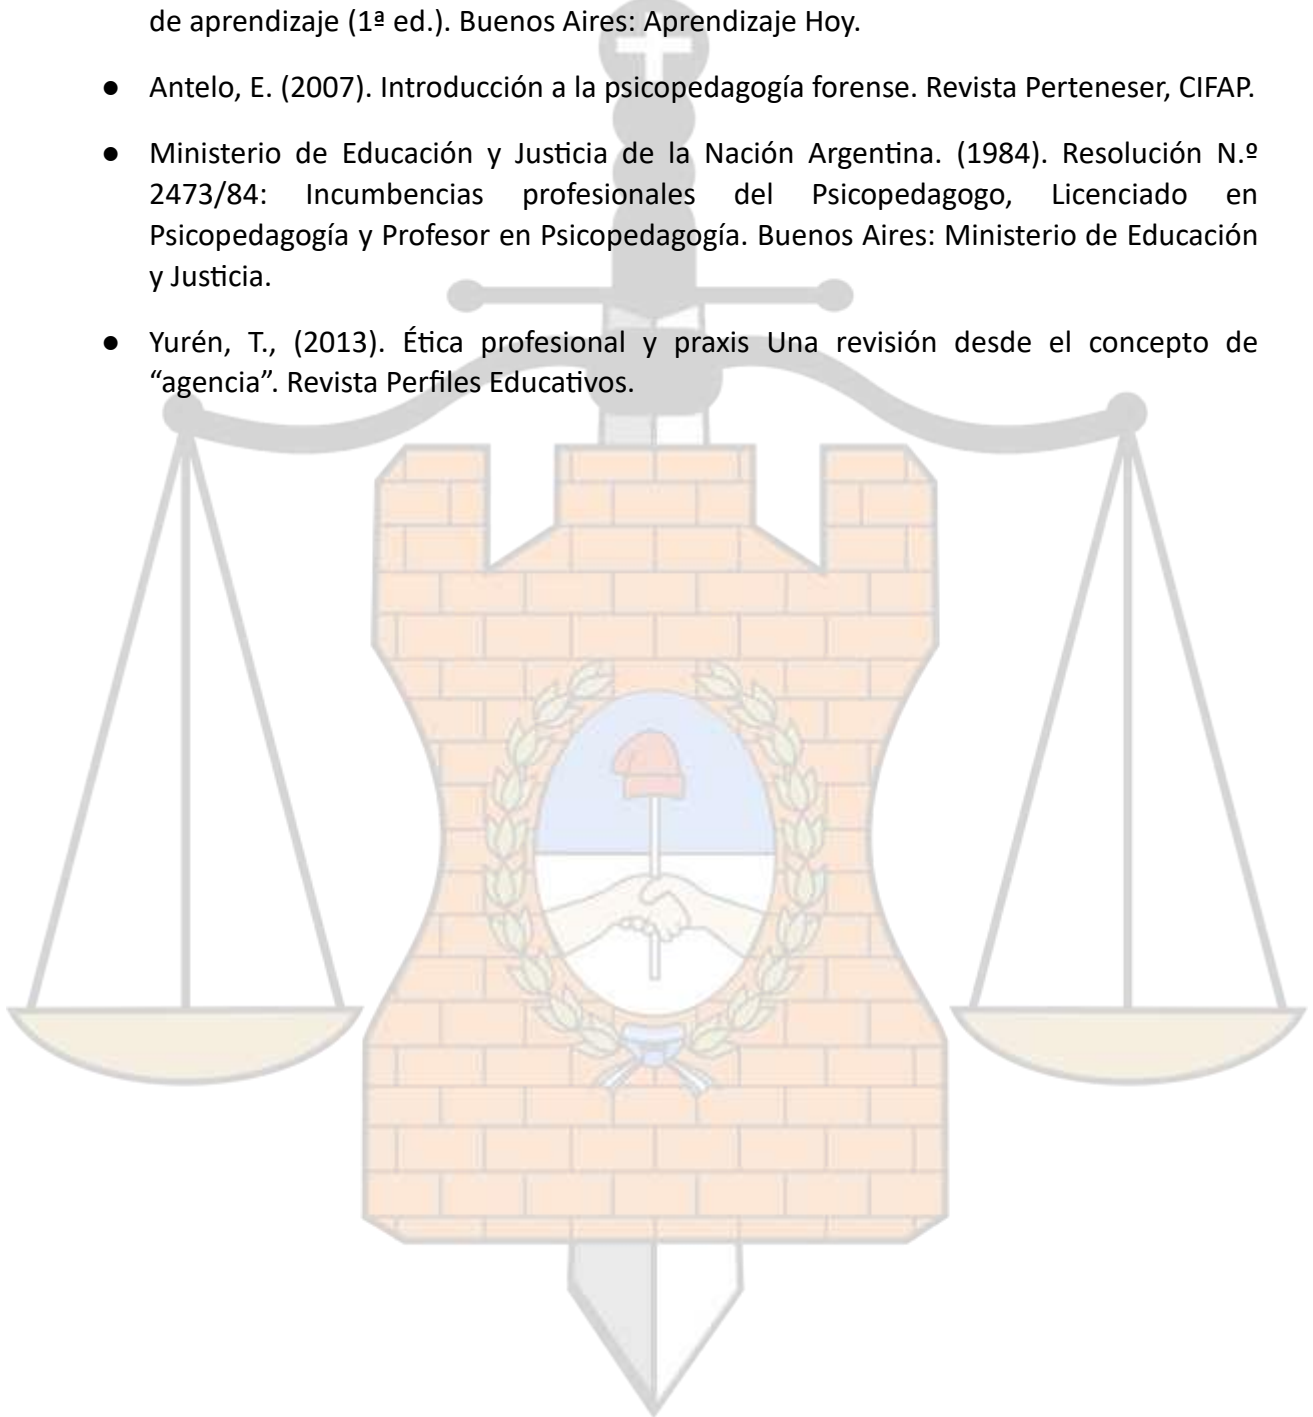 de aprendizaje (1ª ed.). Buenos Aires: Aprendizaje Hoy.
● Antelo, E. (2007). Introducción a la psicopedagogía forense. Revista Perteneser, CIFAP.
● Ministerio de Educación y Justicia de la Nación Argentina. (1984). Resolución N.º
2473/84: Incumbencias profesionales del Psicopedagogo, Licenciado en
Psicopedagogía y Profesor en Psicopedagogía. Buenos Aires: Ministerio de Educación
y Justicia.
● Yurén, T., (2013). Ética profesional y praxis Una revisión desde el concepto de
“agencia”. Revista Perfiles Educativos.